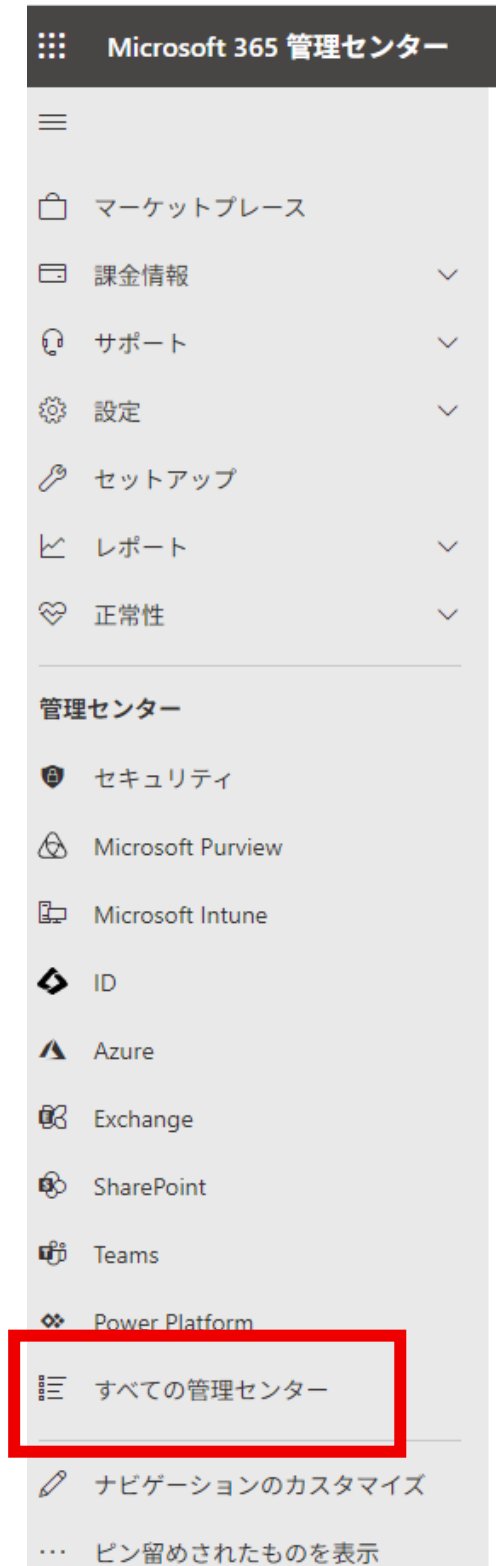 Microsoft 365 管理センター
マーケットプレース
課金情報
サポート
設定
セットアップ
レポート
正常性
管理センター
セキュリティ
Microsoft Purview
Microsoft Intune
ID
Azure
Exchange
SharePoint
Teams
Power Platform
すべての管理センター
ナビゲーションのカスタマイズ
ピン留めされたものを表示